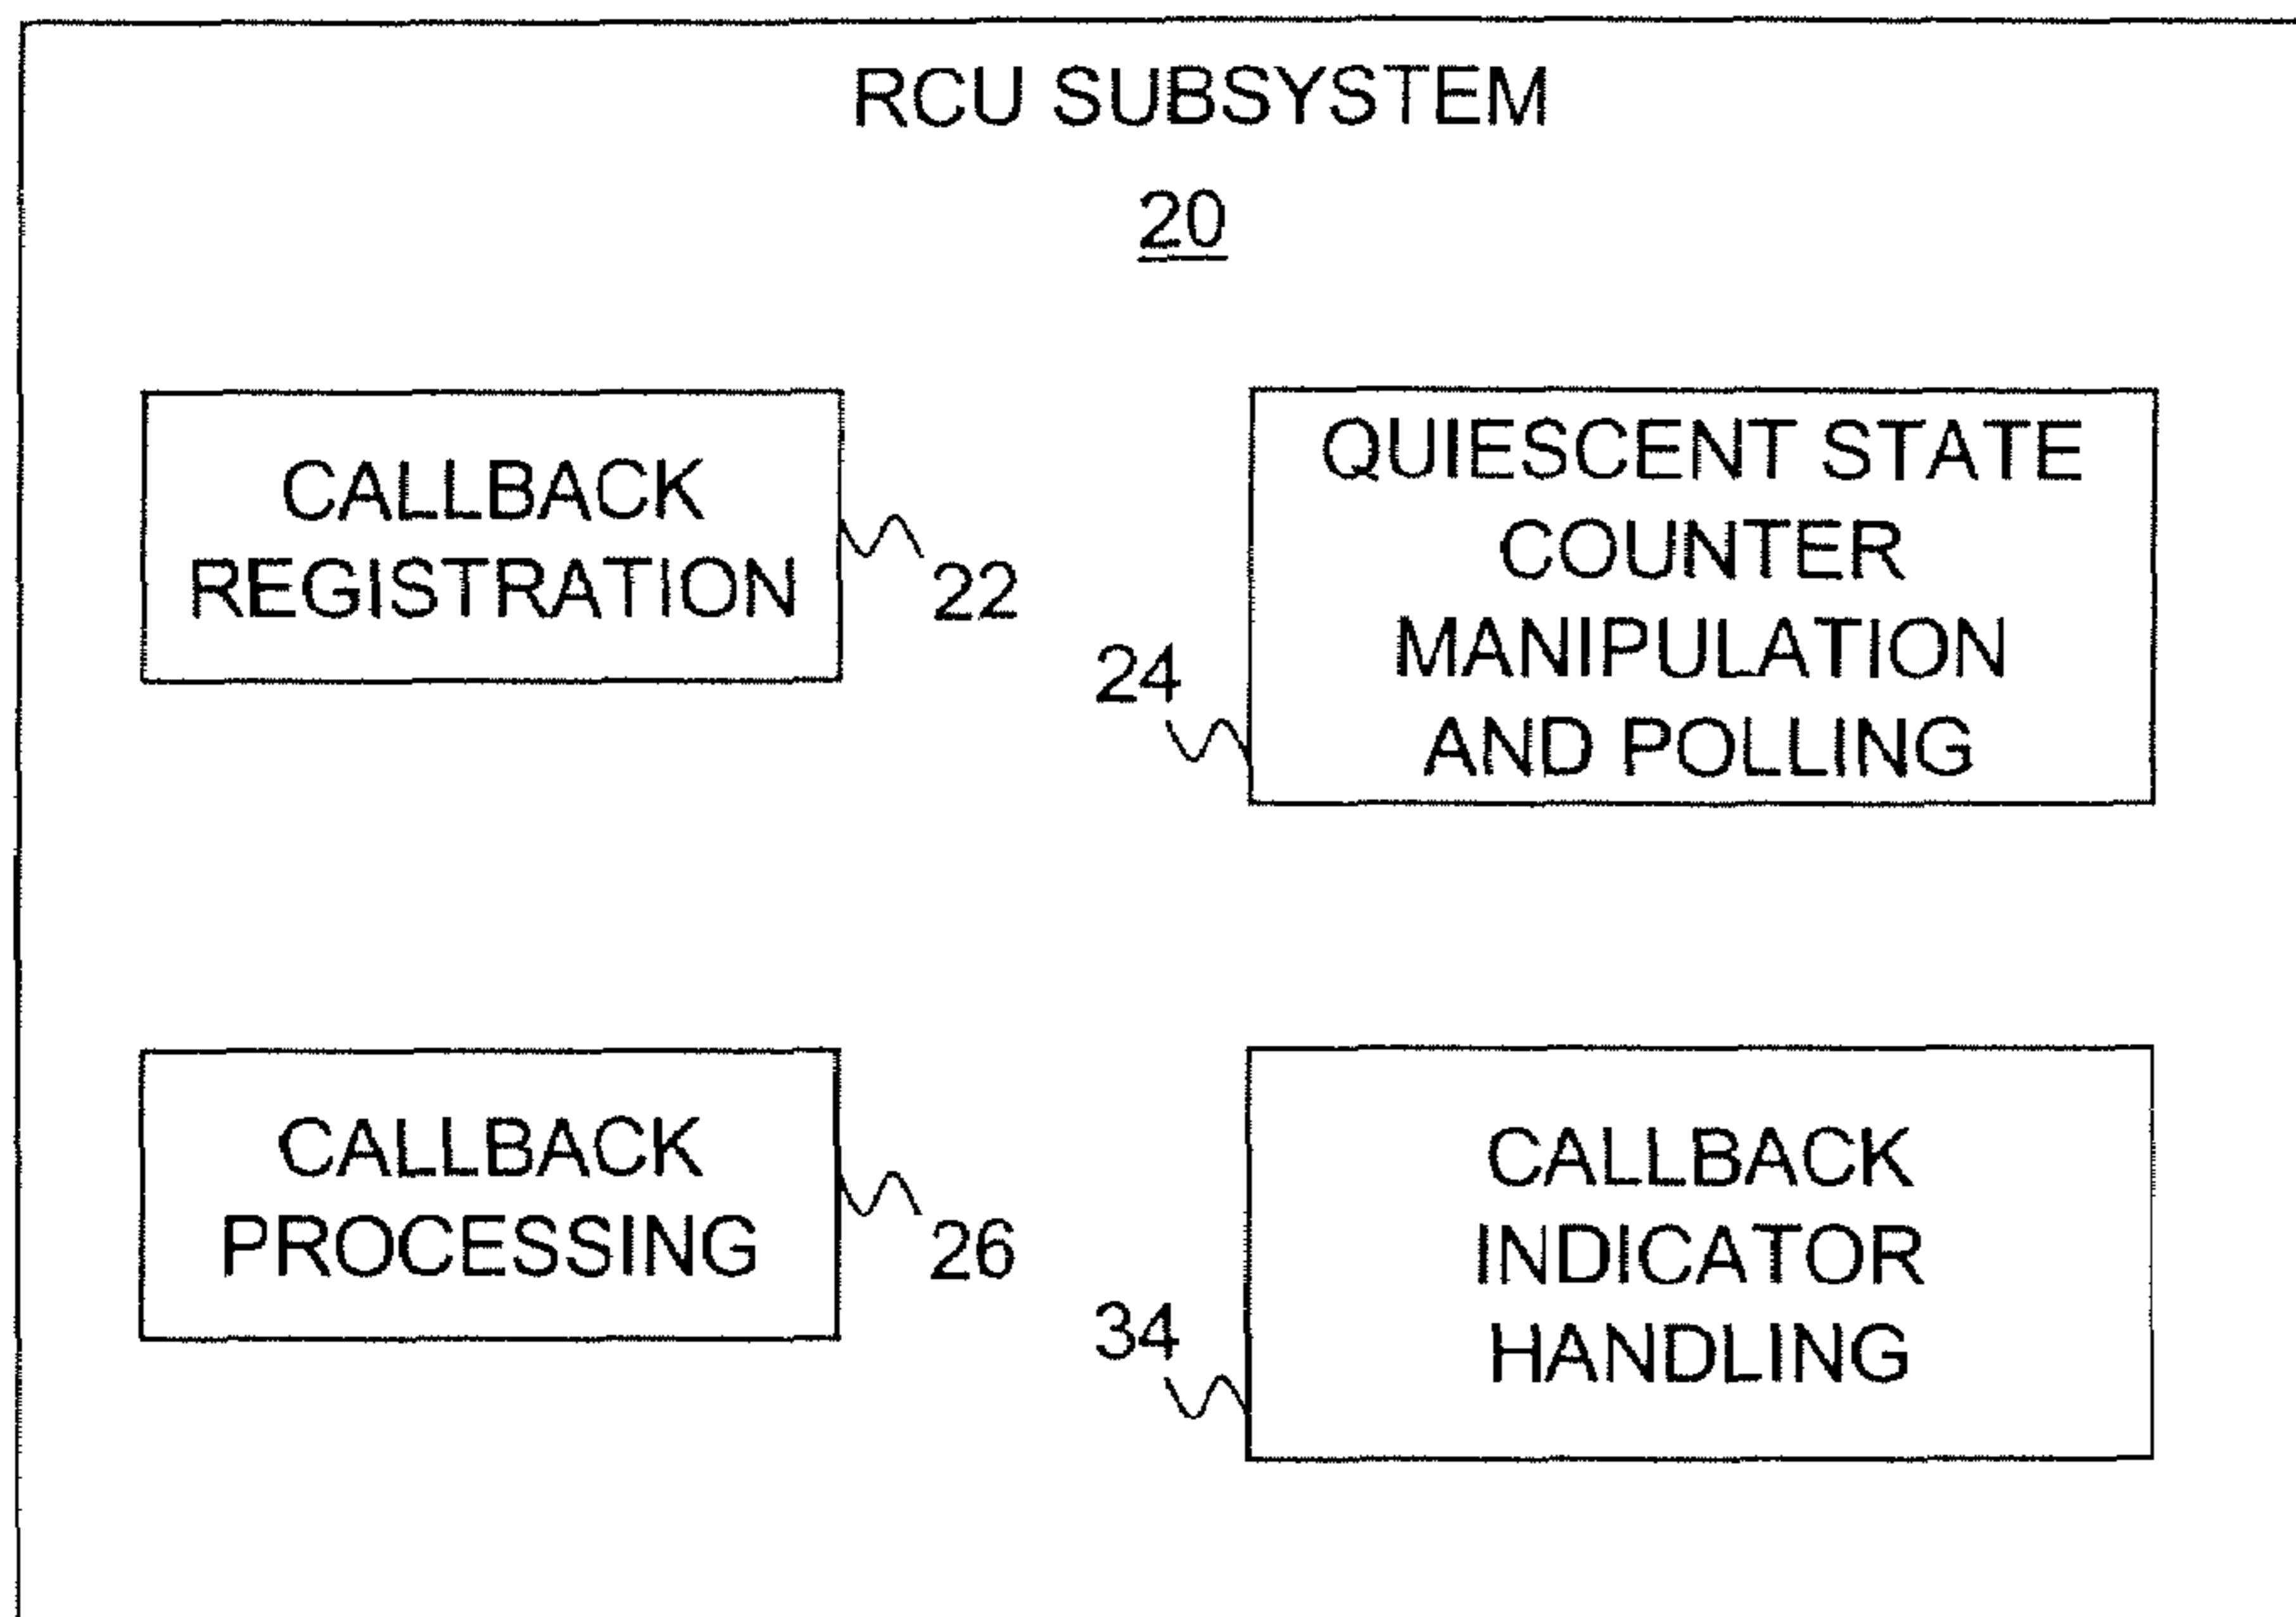 RCU SUBSYSTEM
20
CALLBACK
REGISTRATION
22
QUIESCENT STATE
COUNTER
MANIPULATION
AND POLLING
24
CALLBACK
PROCESSING
26
CALLBACK
INDICATOR
HANDLING
34